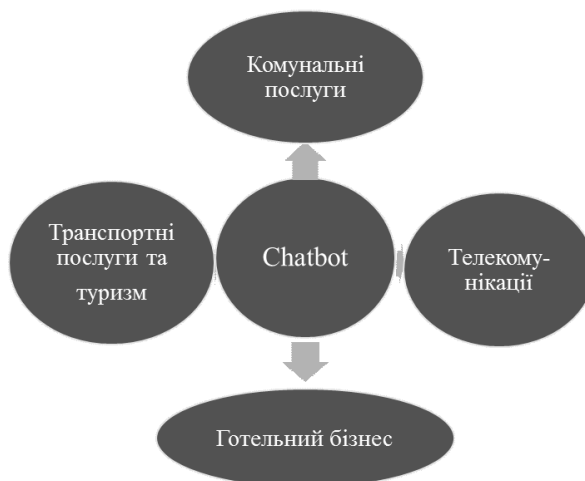 Комунальні
послуги
Транспортні
послуги та
туризм
Chatbot
Телекому-
нікації
Готельний бізнес